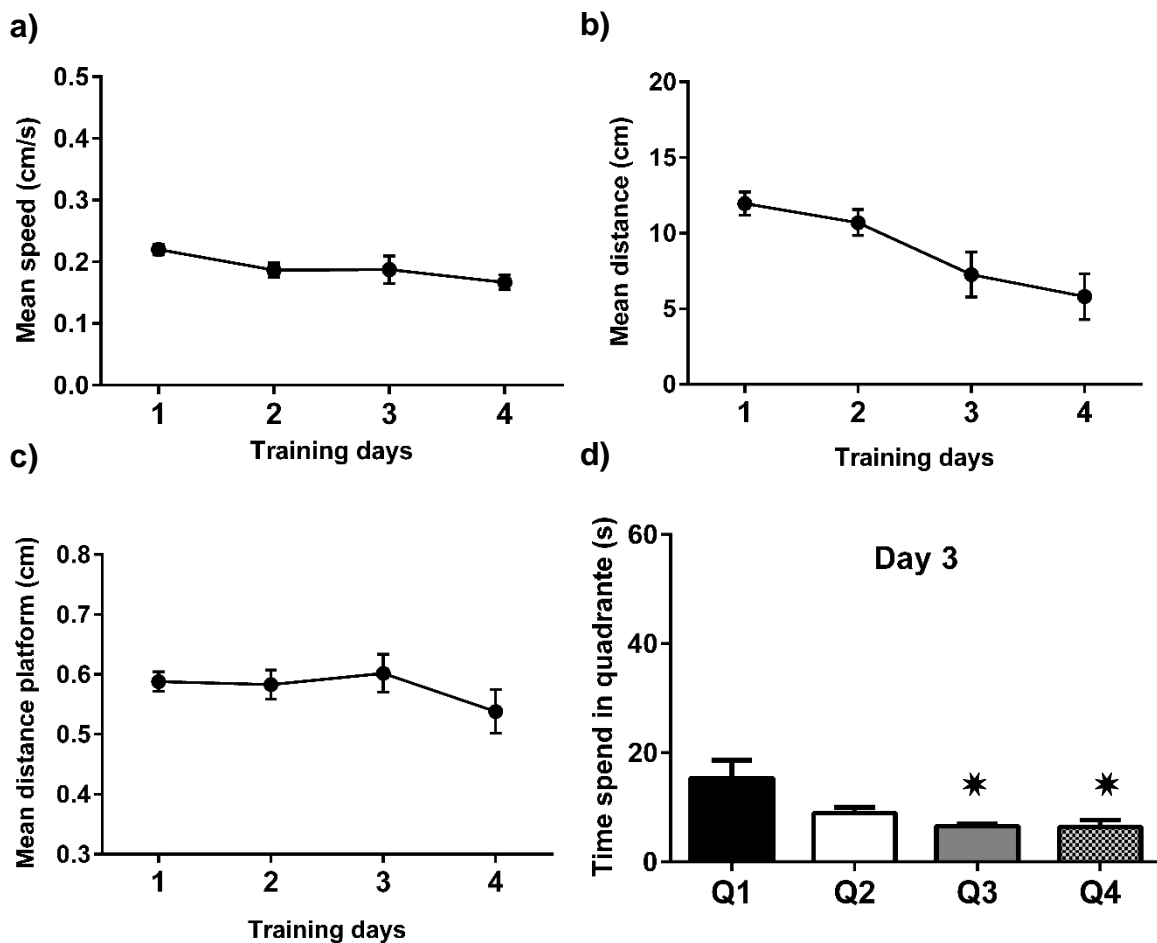 a)
Mean speed (cm/s)
0.5
0.4
0.3
0.2
0.1
0.0
1 2 3 4
Training days
b)
Mean distance (cm)
20
15
10
5
0
1 2 3 4
Training days
c)
Mean distance platform (cm)
0.8
0.7
0.6
0.5
0.4
0.3
1 2 3 4
Training days
d)
Time spend in quadrante (s)
Day 3
60
40
20
0
Q1 Q2 Q3 Q4